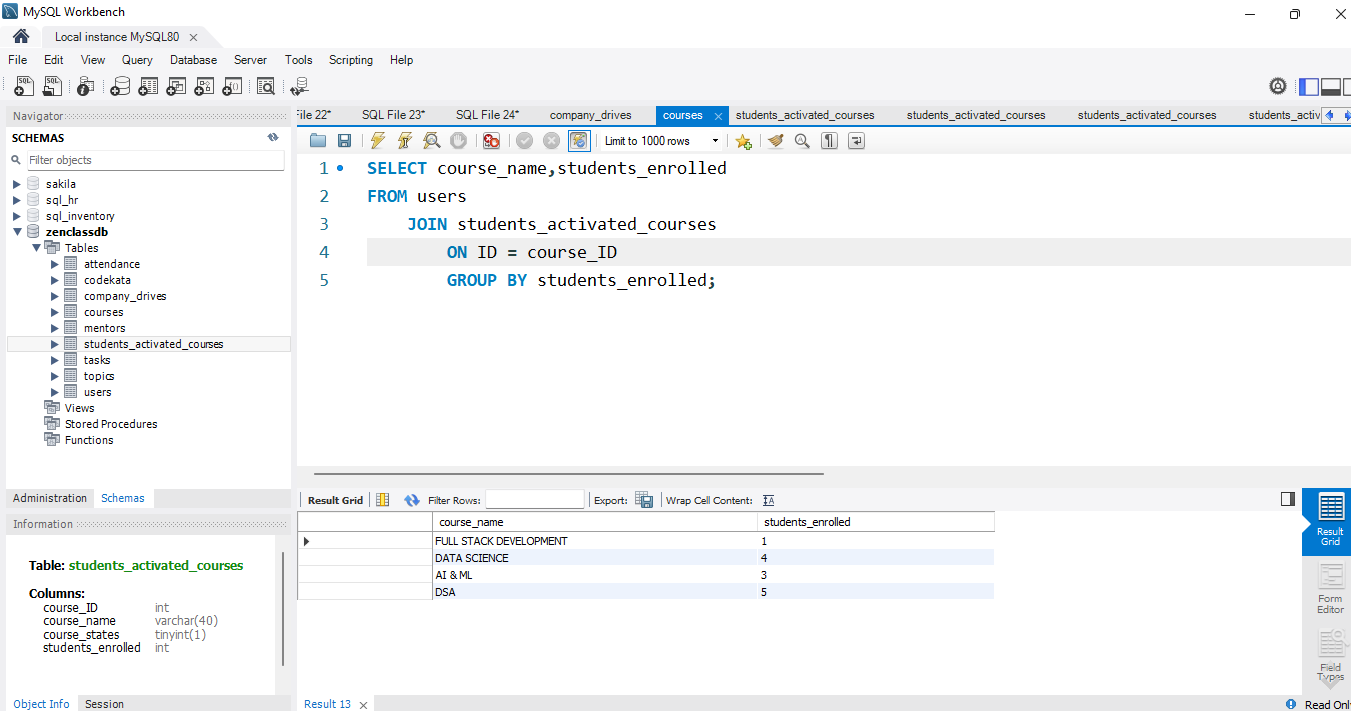 MySQL Workbench
Local instance MySQL80
File Edit View Query Database Server Tools Scripting Help
Navigator
SCHEMAS
Filter objects
sakila
sql_hr
sql_inventory
zenclassdb
Tables
attendance
codekata
company_drives
courses
mentors
students_activated_courses
tasks
topics
users
Views
Stored Procedures
Functions
Administration Schemas
Information
Table: students_activated_courses
Columns:
course_ID int
course_name varchar(40)
course_states tinyint(1)
students_enrolled int
Object Info Session
File 22* SQL File 23* SQL File 24* company_drives courses students_activated_courses students_activated_courses students_activated_courses students_activ
Limit to 1000 rows
1 SELECT course_name,students_enrolled
2 FROM users
3 JOIN students_activated_courses
4 ON ID = course_ID
5 GROUP BY students_enrolled;
Result Grid Filter Rows: Export: Wrap Cell Content:
course_name students_enrolled
FULL STACK DEVELOPMENT 1
DATA SCIENCE 4
AI & ML 3
DSA 5
Result
Grid
Form
Editor
Field
Types
Result 13
Read Onl